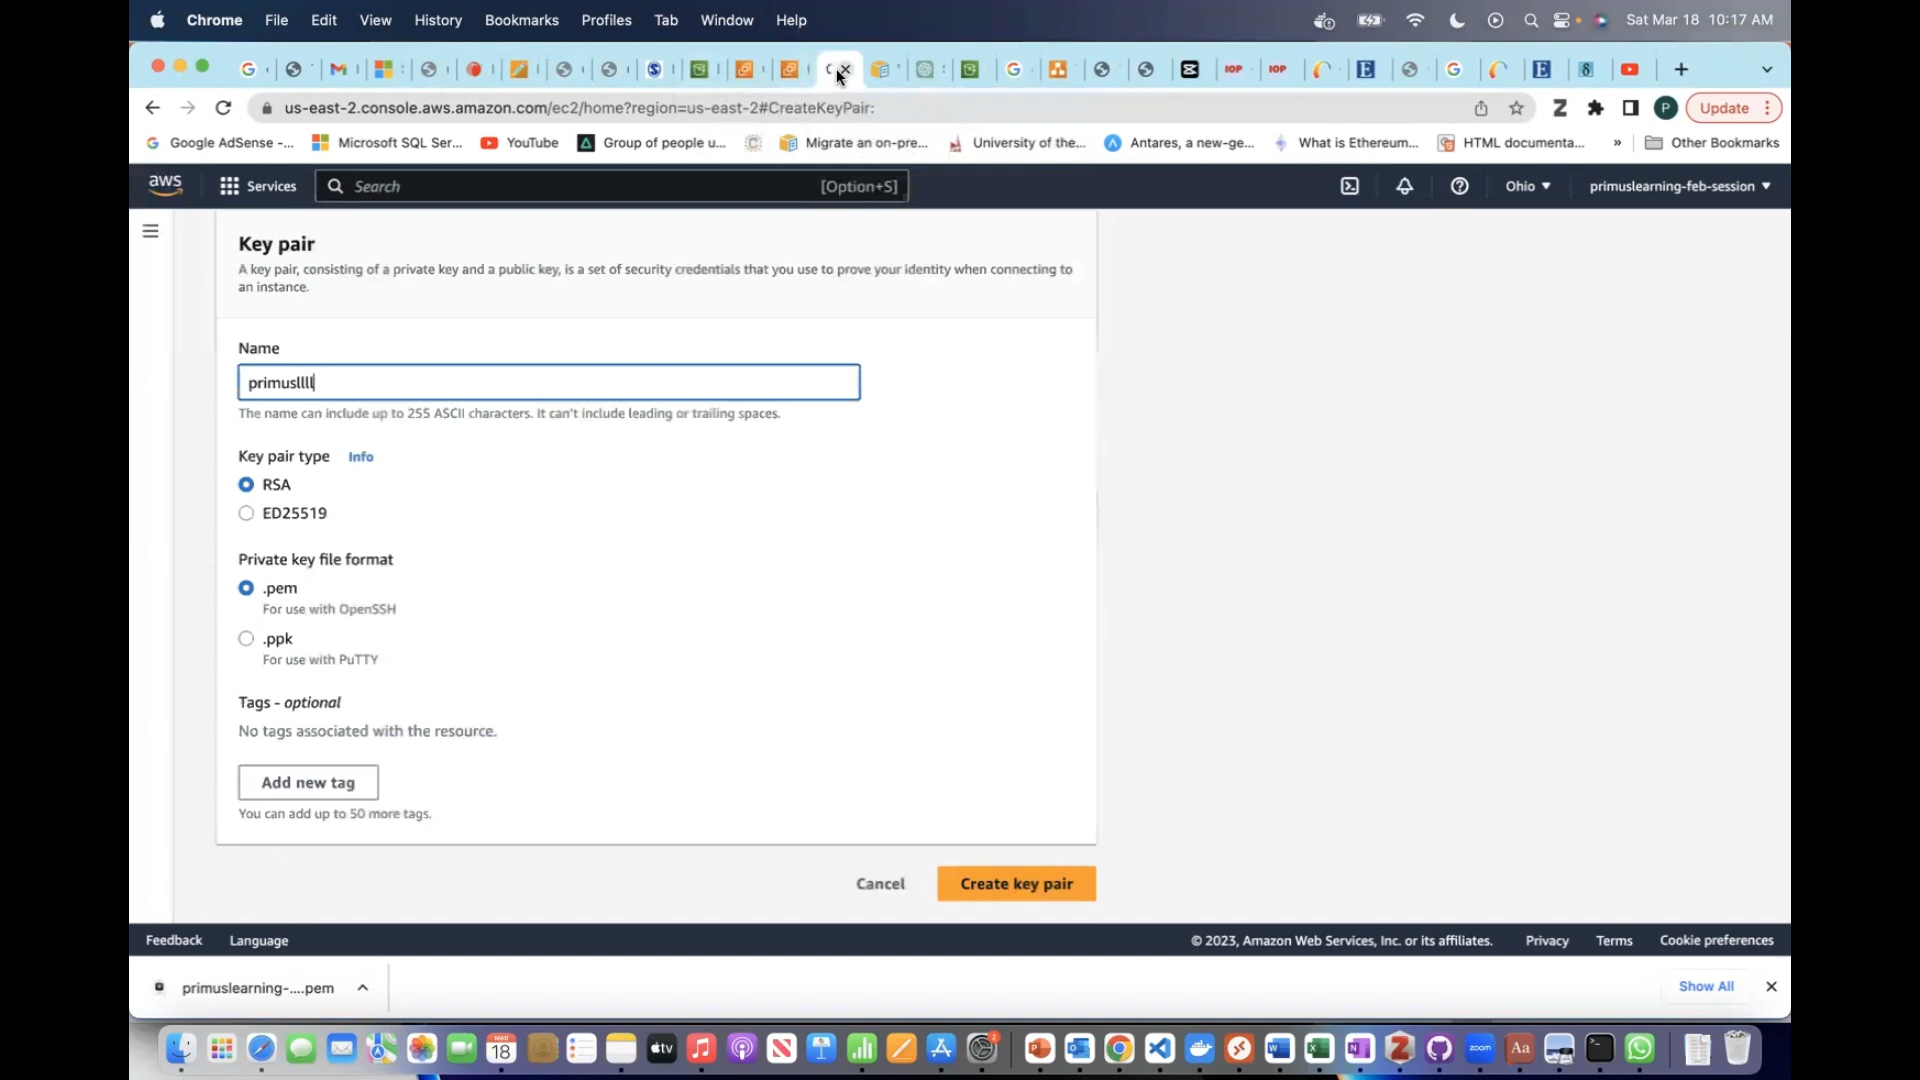 Chrome File Edit View History Bookmarks Profiles Tab Window Help Sat Mar 18 10:17 AM
IOP IOP
us-east-2.console.aws.amazon.com/ec2/home?region=us-east-2#CreateKeyPair: Z P Update
Google AdSense -... Microsoft SQL Ser... YouTube Group of people u... Migrate an on-pre... University of the... Antares, a new-ge... What is Ethereum... HTML documenta... » Other Bookmarks
aws Services Search [Option+S] Ohio primuslearning-feb-session
Key pair
A key pair, consisting of a private key and a public key, is a set of security credentials that you use to prove your identity when connecting to
an instance.
Name
primusllll
The name can include up to 255 ASCII characters. It can't include leading or trailing spaces.
Key pair type Info
RSA
ED25519
Private key file format
.pem
For use with OpenSSH
.ppk
For use with PuTTY
Tags - optional
No tags associated with the resource.
Add new tag
You can add up to 50 more tags.
Cancel Create key pair
Feedback Language © 2023, Amazon Web Services, Inc. or its affiliates. Privacy Terms Cookie preferences
primuslearning-....pem Show All
18 tv zoom Aa